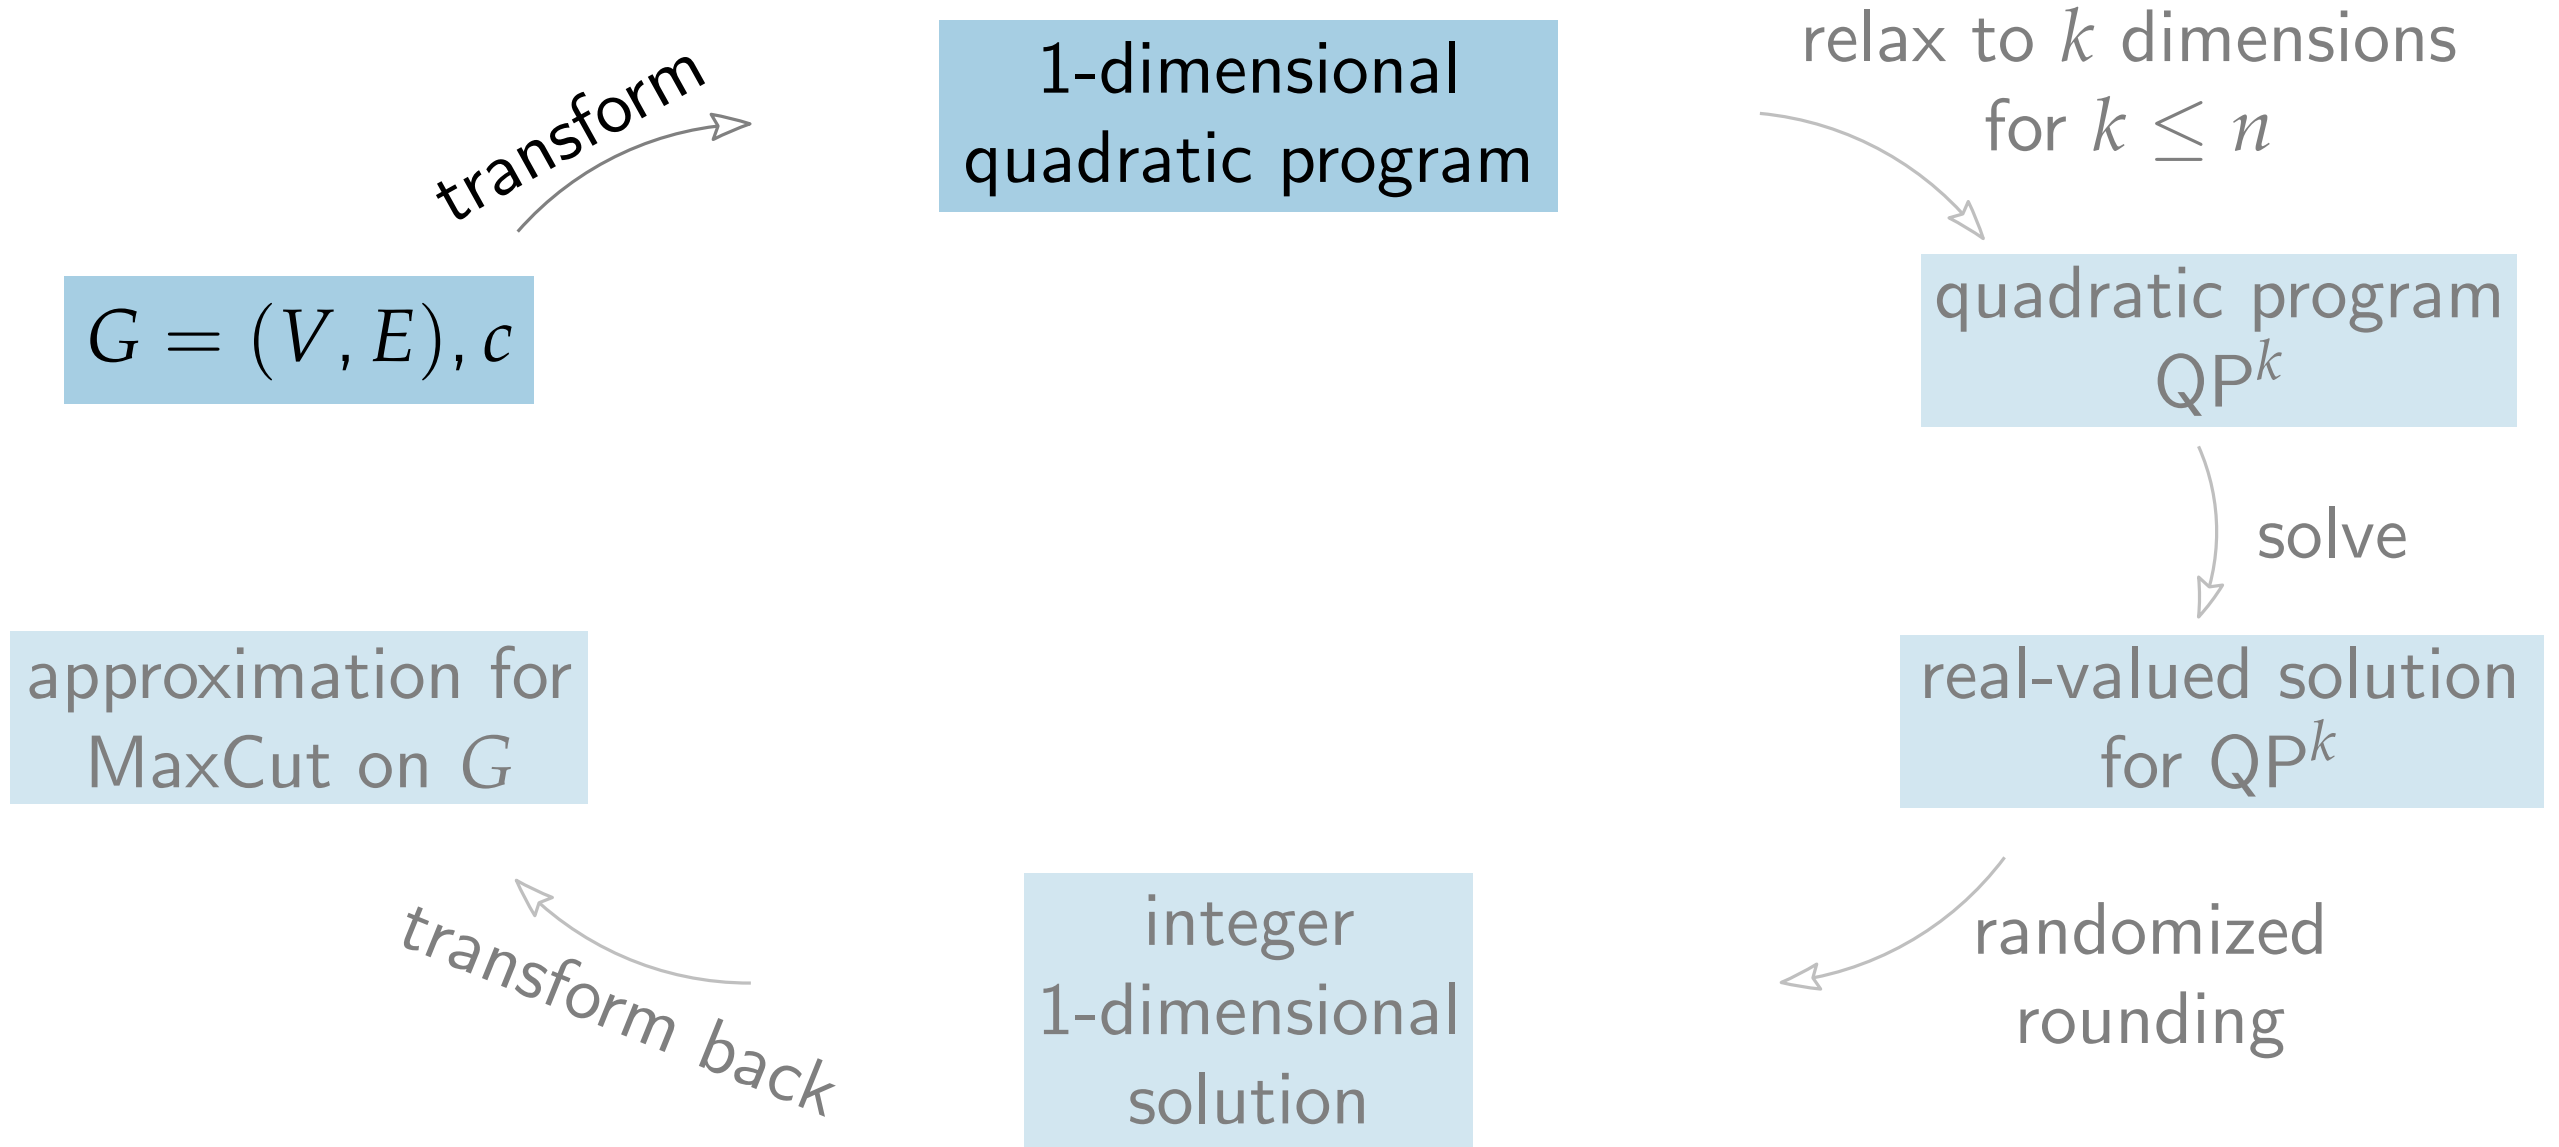 transform
1-dimensional
quadratic program
relax to k dimensions
for k ≤ n
G = (V, E), c
quadratic program
QP^k
solve
approximation for
MaxCut on G
real-valued solution
for QP^k
integer
1-dimensional
solution
randomized
rounding
transform back